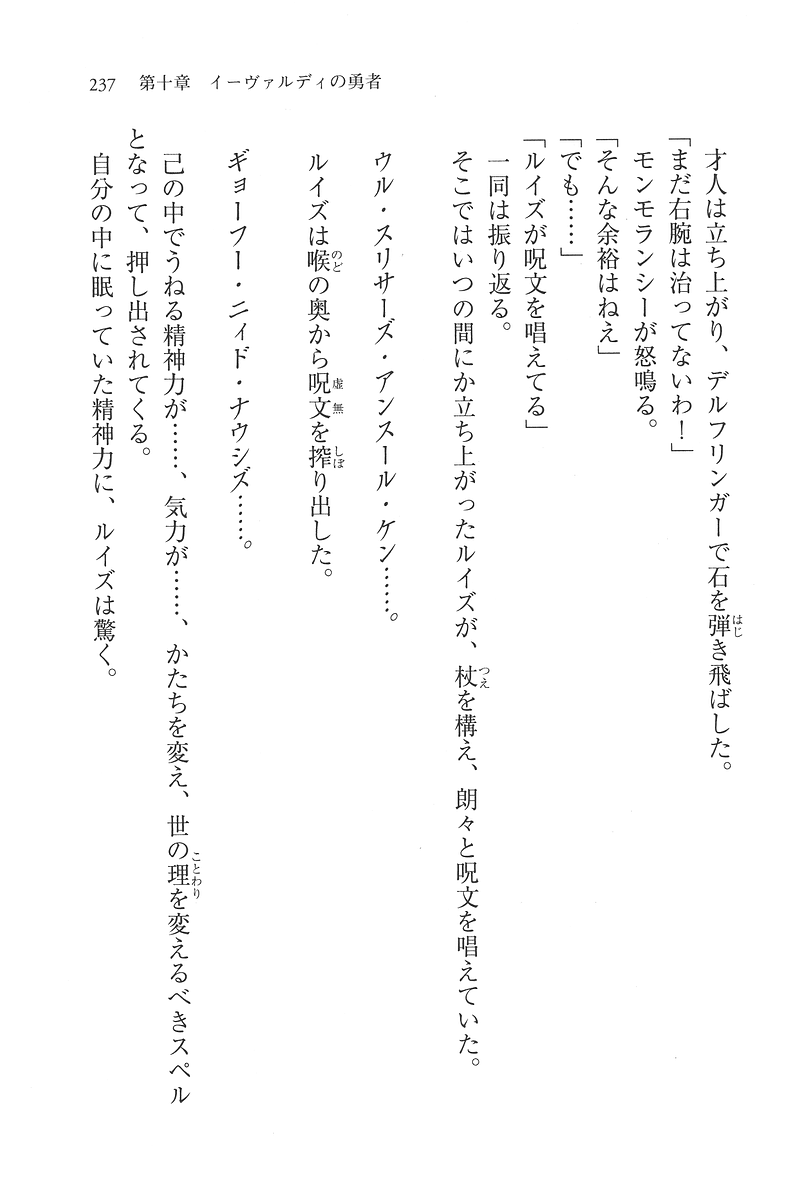 237 第十章 イーヴァルディの勇者
才人は立ち上がり、デルフリンガーで石を弾き飛ばした。
「まだ右腕は治ってないわ！」
モンモランシーが怒鳴る。
「そんな余裕はねえ」
「でも……」
「ルイズが呪文を唱えてる」
一同は振り返る。
そこではいつの間にか立ち上がったルイズが、杖を構え、朗々と呪文を唱えていた。
ウル・スリサーズ・アンスール・ケン……。
ルイズは喉の奥から呪文を搾り出した。
ギョーフー・ニィド・ナウシズ……。
己の中でうねる精神力が……、気力が……、かたちを変え、世の理を変えるべきスペル
となって、押し出されてくる。
自分の中に眠っていた精神力に、ルイズは驚く。